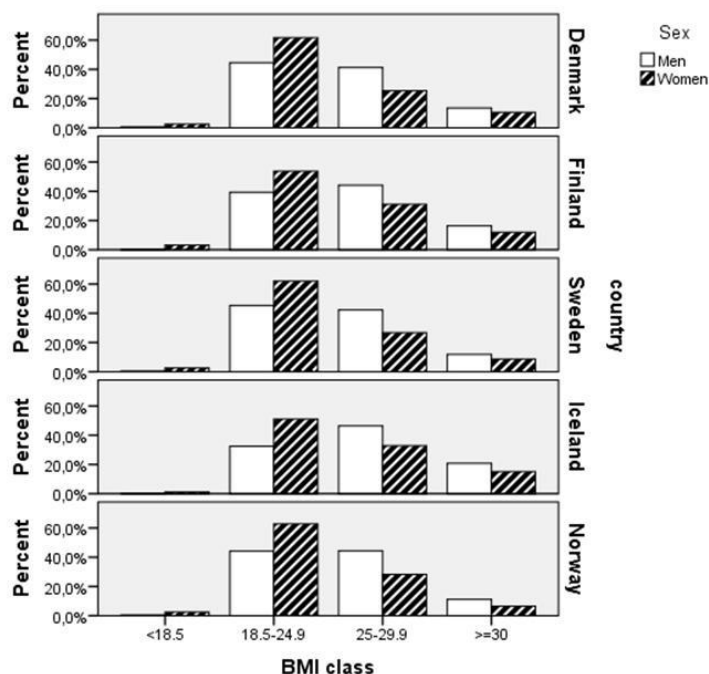 Sex
Men
Women
Percent
60,0%
40,0%
20,0%
0,0%
Denmark
Percent
60,0%
40,0%
20,0%
0,0%
Finland
Percent
60,0%
40,0%
20,0%
0,0%
Sweden
country
Percent
60,0%
40,0%
20,0%
0,0%
Iceland
Percent
60,0%
40,0%
20,0%
0,0%
Norway
<18.5
18.5-24.9
25-29.9
>=30
BMI class